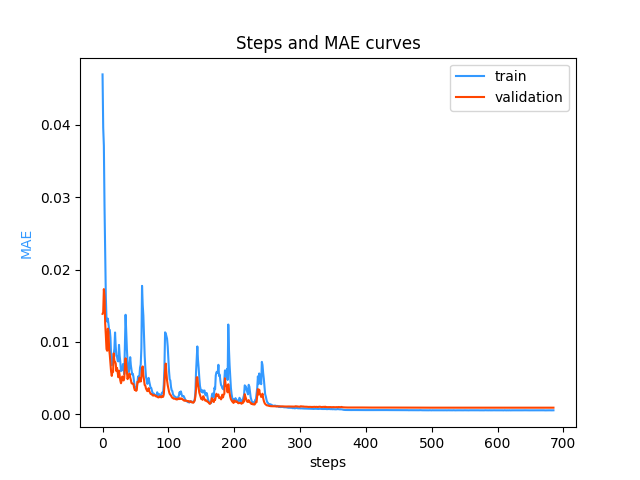 Steps and MAE curves
train
validation
MAE
0.04
0.03
0.02
0.01
0.00
0 100 200 300 400 500 600 700
steps